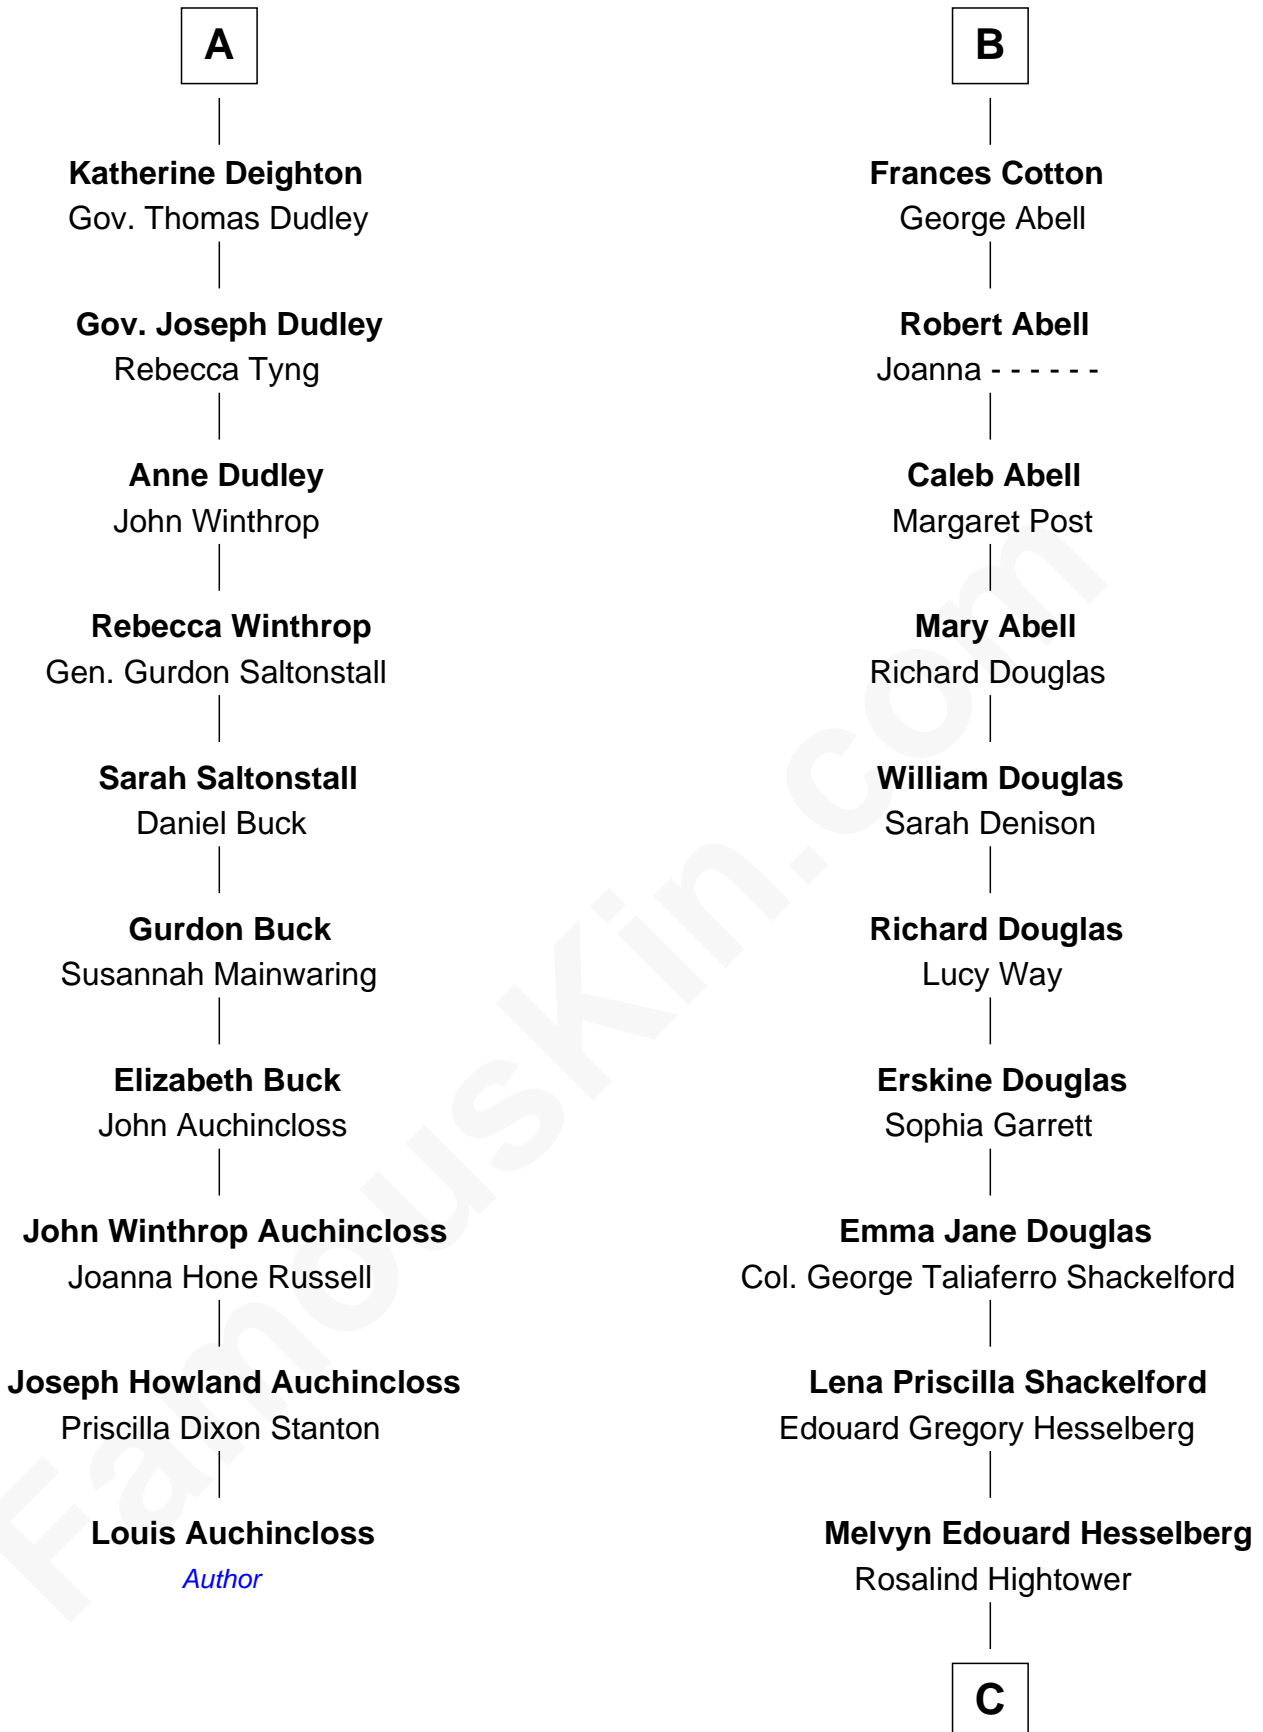 A
Katherine Deighton
Gov. Thomas Dudley
Gov. Joseph Dudley
Rebecca Tyng
Anne Dudley
John Winthrop
Rebecca Winthrop
Gen. Gurdon Saltonstall
Sarah Saltonstall
Daniel Buck
Gurdon Buck
Susannah Mainwaring
Elizabeth Buck
John Auchincloss
John Winthrop Auchincloss
Joanna Hone Russell
Joseph Howland Auchincloss
Priscilla Dixon Stanton
Louis Auchincloss
Author
B
Frances Cotton
George Abell
Robert Abell
Joanna - - - - - -
Caleb Abell
Margaret Post
Mary Abell
Richard Douglas
William Douglas
Sarah Denison
Richard Douglas
Lucy Way
Erskine Douglas
Sophia Garrett
Emma Jane Douglas
Col. George Taliaferro Shackelford
Lena Priscilla Shackelford
Edouard Gregory Hesselberg
Melvyn Edouard Hesselberg
Rosalind Hightower
C
FamousKin.com